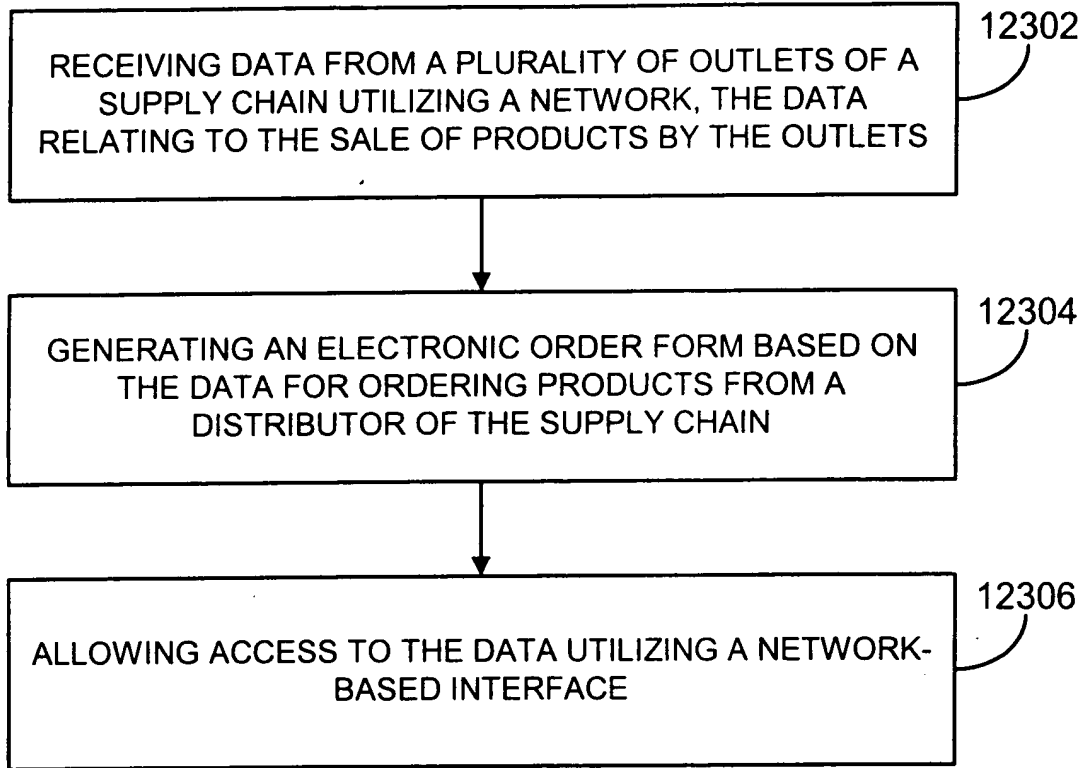 12302
RECEIVING DATA FROM A PLURALITY OF OUTLETS OF A
SUPPLY CHAIN UTILIZING A NETWORK, THE DATA
RELATING TO THE SALE OF PRODUCTS BY THE OUTLETS
12304
GENERATING AN ELECTRONIC ORDER FORM BASED ON
THE DATA FOR ORDERING PRODUCTS FROM A
DISTRIBUTOR OF THE SUPPLY CHAIN
12306
ALLOWING ACCESS TO THE DATA UTILIZING A NETWORK-
BASED INTERFACE